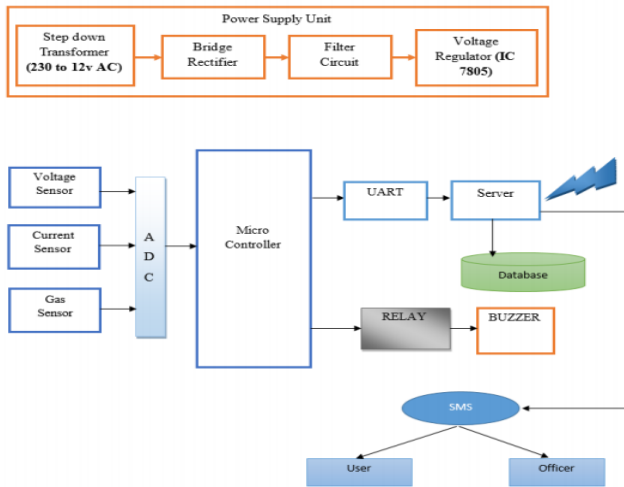 Power Supply Unit
Step down
Transformer
(230 to 12v AC)
Bridge
Rectifier
Filter
Circuit
Voltage
Regulator (IC
7805)
Voltage
Sensor
Current
Sensor
Gas
Sensor
A
D
C
Micro
Controller
UART
Server
Database
RELAY
BUZZER
SMS
User
Officer